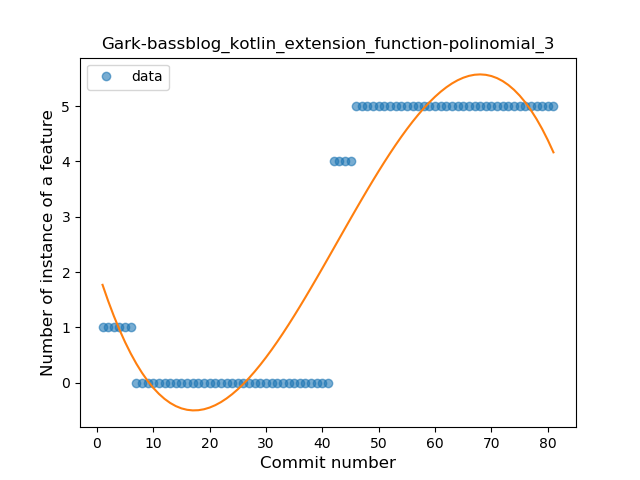 Gark-bassblog_kotlin_extension_function-polinomial_3
data
Number of instance of a feature
5
4
3
2
1
0
0 10 20 30 40 50 60 70 80
Commit number